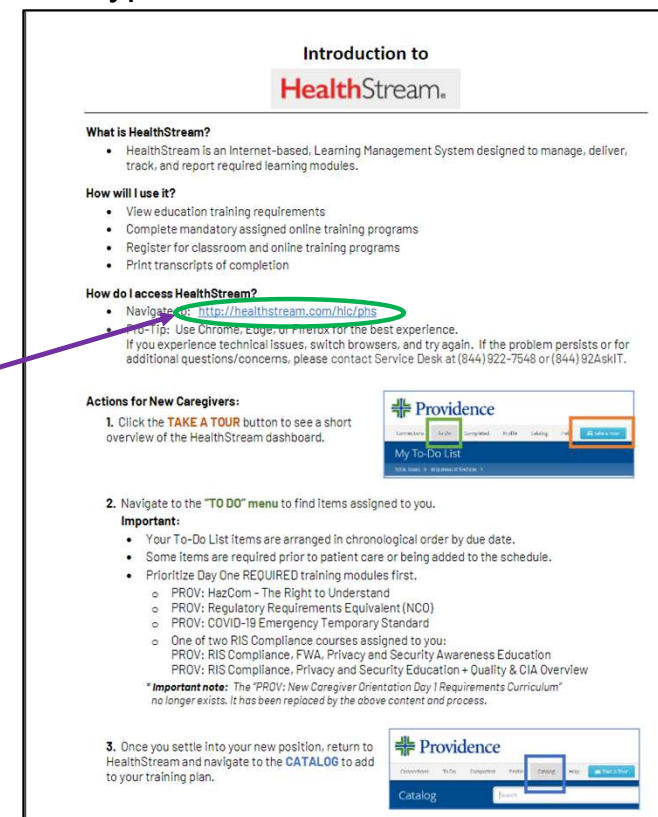 Introduction to
HealthStream.
What is HealthStream?
• HealthStream is an Internet-based, Learning Management System designed to manage, deliver,
track, and report required learning modules.
How will I use it?
• View education training requirements
• Complete mandatory assigned online training programs
• Register for classroom and online training programs
• Print transcripts of completion
How do I access HealthStream?
• Navigate to: http://healthstream.com/hlc/phs
• Pro-Tip: Use Chrome, Edge, or Firefox for the best experience.
If you experience technical issues, switch browsers, and try again. If the problem persists or for
additional questions/concerns, please contact Service Desk at (844) 922-7548 or (844) 92AskIT.
Actions for New Caregivers:
1. Click the TAKE A TOUR button to see a short
overview of the HealthStream dashboard.
Providence
Connections To Do Completed Profile Catalog Take a Tour
My To-Do List
2. Navigate to the "TO DO" menu to find items assigned to you.
Important:
• Your To-Do List items are arranged in chronological order by due date.
• Some items are required prior to patient care or being added to the schedule.
• Prioritize Day One REQUIRED training modules first.
o PROV: HazCom - The Right to Understand
o PROV: Regulatory Requirements Equivalent (NCO)
o PROV: COVID-19 Emergency Temporary Standard
o One of two RIS Compliance courses assigned to you:
PROV: RIS Compliance, FWA, Privacy and Security Awareness Education
PROV: RIS Compliance, Privacy and Security Education + Quality & CIA Overview
* Important note: The "PROV: New Caregiver Orientation Day 1 Requirements Curriculum"
no longer exists. It has been replaced by the above content and process.
3. Once you settle into your new position, return to
HealthStream and navigate to the CATALOG to add
to your training plan.
Providence
Connections To Do Completed Profile Catalog Help Take a Tour
Catalog Search